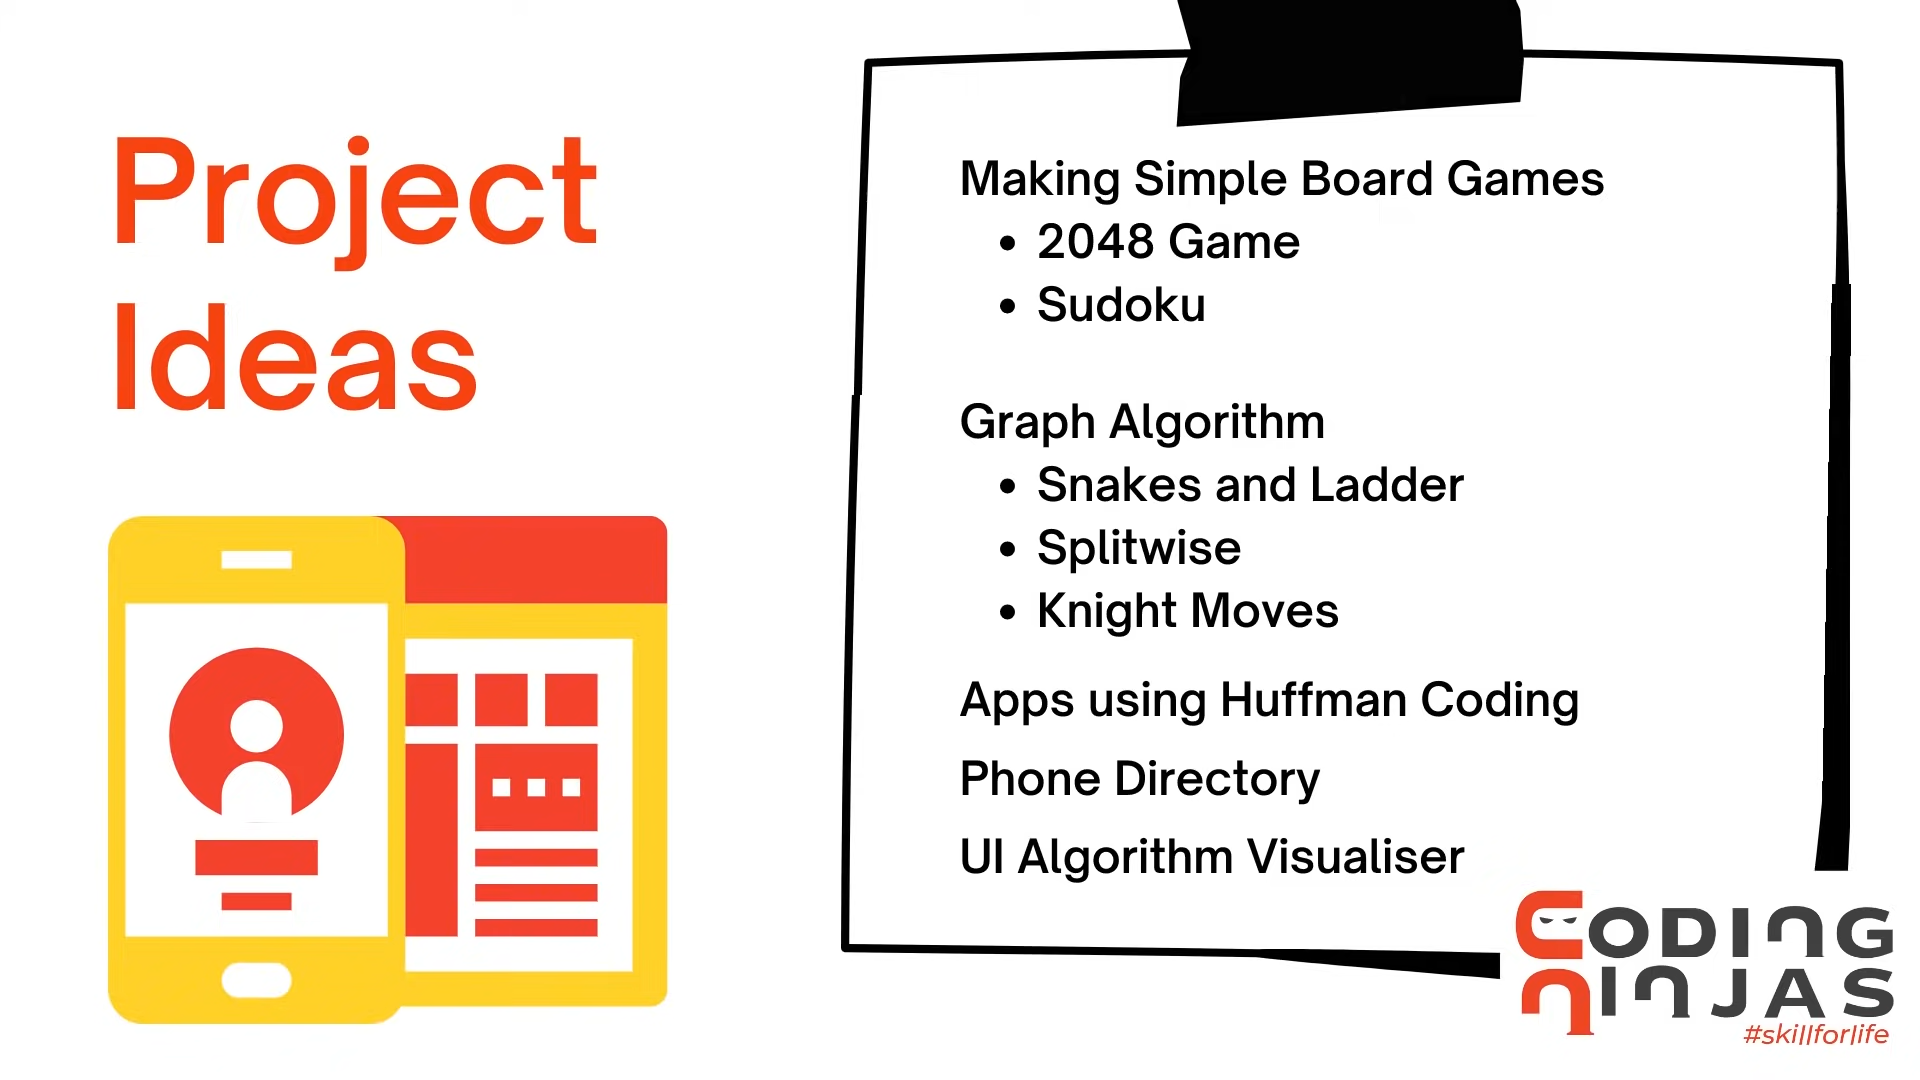 Project
Ideas
Making Simple Board Games
• 2048 Game
• Sudoku
Graph Algorithm
• Snakes and Ladder
• Splitwise
• Knight Moves
Apps using Huffman Coding
Phone Directory
UI Algorithm Visualiser
CODING
NINJAS
#skillforlife